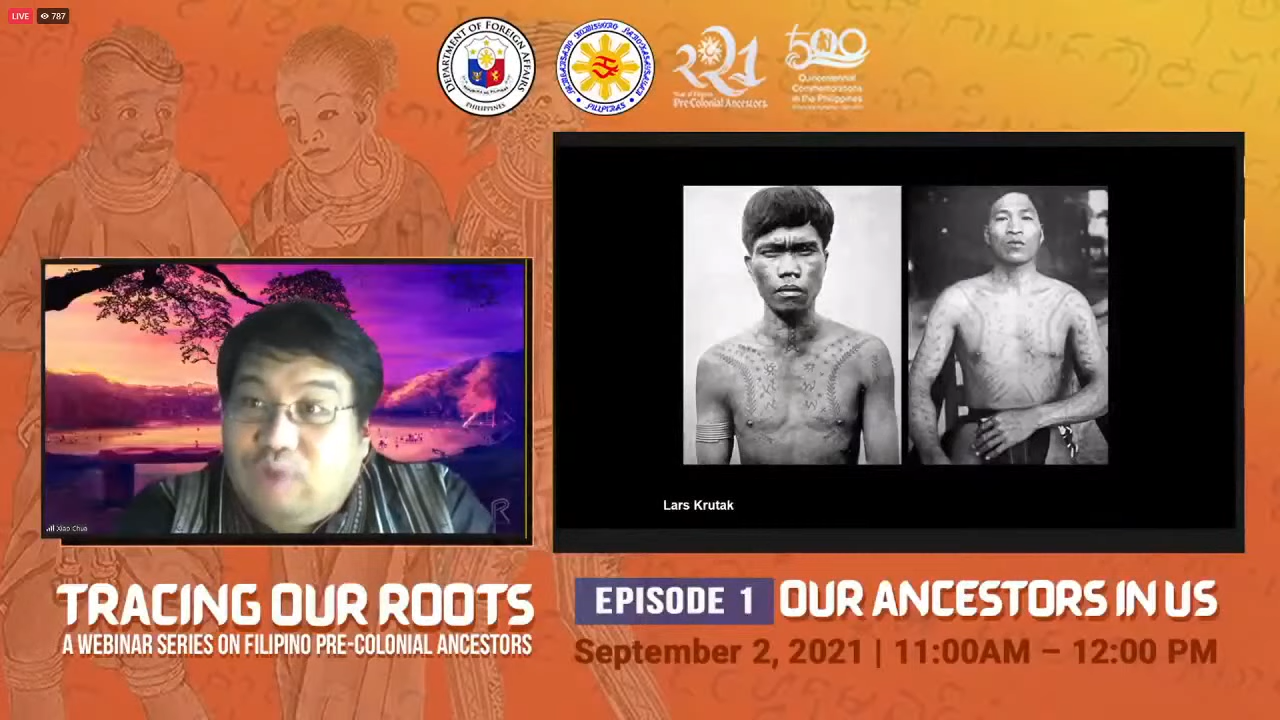 LIVE
787
DEPARTMENT OF FOREIGN AFFAIRS
PHILIPPINES
PILIPINAS
2021
Pre-Colonial Ancestors
500
Quincentennial
Commemorations
in the Philippines
Lars Krutak
Xiao Chua
TRACING OUR ROOTS
A WEBINAR SERIES ON FILIPINO PRE-COLONIAL ANCESTORS
EPISODE 1 OUR ANCESTORS IN US
September 2, 2021 | 11:00AM – 12:00 PM